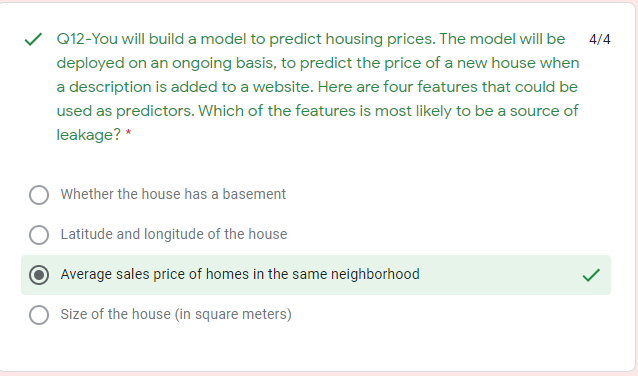 Q12-You will build a model to predict housing prices. The model will be 4/4
deployed on an ongoing basis, to predict the price of a new house when
a description is added to a website. Here are four features that could be
used as predictors. Which of the features is most likely to be a source of
leakage? *
Whether the house has a basement
Latitude and longitude of the house
Average sales price of homes in the same neighborhood
Size of the house (in square meters)